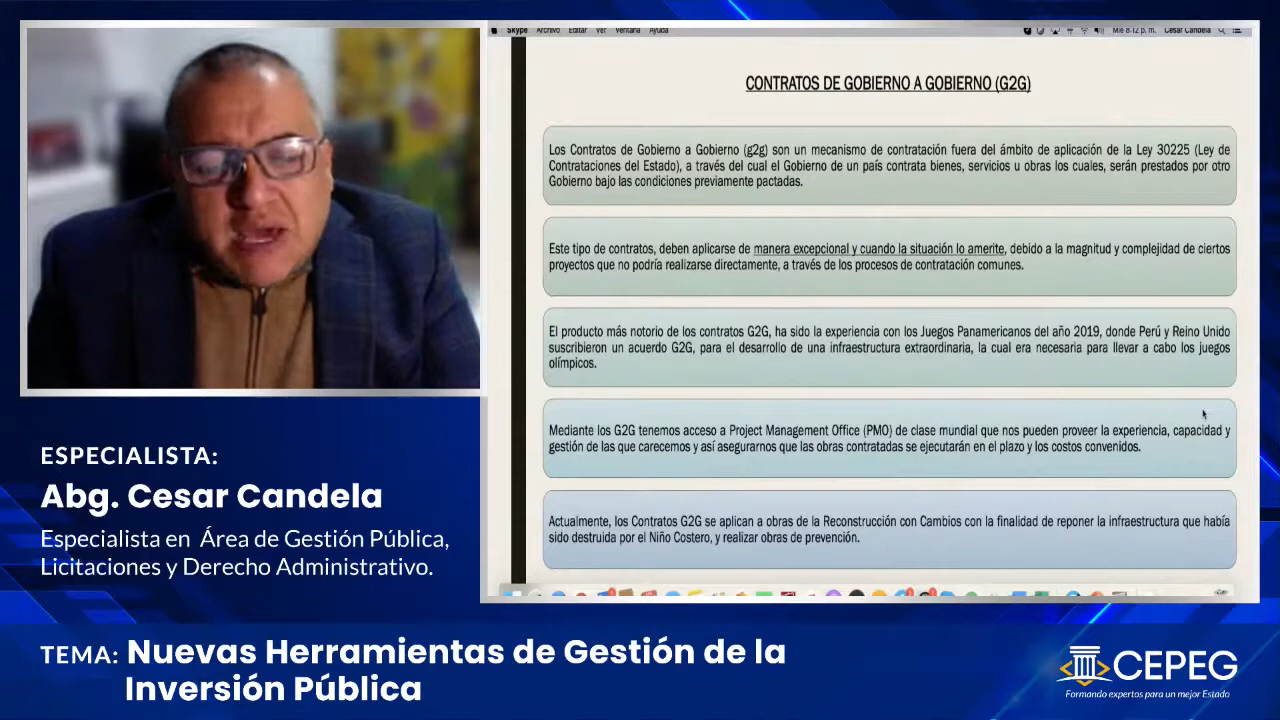 Skype Archivo Editar Ver Ventana Ayuda
Mié 8:12 p. m. Cesar Candela
CONTRATOS DE GOBIERNO A GOBIERNO (G2G)
Los Contratos de Gobierno a Gobierno (g2g) son un mecanismo de contratación fuera del ámbito de aplicación de la Ley 30225 (Ley de
Contrataciones del Estado), a través del cual el Gobierno de un país contrata bienes, servicios u obras los cuales, serán prestados por otro
Gobierno bajo las condiciones previamente pactadas.
Este tipo de contratos, deben aplicarse de manera excepcional y cuando la situación lo amerite, debido a la magnitud y complejidad de ciertos
proyectos que no podría realizarse directamente, a través de los procesos de contratación comunes.
El producto más notorio de los contratos G2G, ha sido la experiencia con los Juegos Panamericanos del año 2019, donde Perú y Reino Unido
suscribieron un acuerdo G2G, para el desarrollo de una infraestructura extraordinaria, la cual era necesaria para llevar a cabo los juegos
olímpicos.
Mediante los G2G tenemos acceso a Project Management Office (PMO) de clase mundial que nos pueden proveer la experiencia, capacidad y
gestión de las que carecemos y así asegurarnos que las obras contratadas se ejecutarán en el plazo y los costos convenidos.
Actualmente, los Contratos G2G se aplican a obras de la Reconstrucción con Cambios con la finalidad de reponer la infraestructura que había
sido destruida por el Niño Costero, y realizar obras de prevención.
ESPECIALISTA:
Abg. Cesar Candela
Especialista en Área de Gestión Pública,
Licitaciones y Derecho Administrativo.
TEMA: Nuevas Herramientas de Gestión de la
Inversión Pública
CEPEG
Formando expertos para un mejor Estado